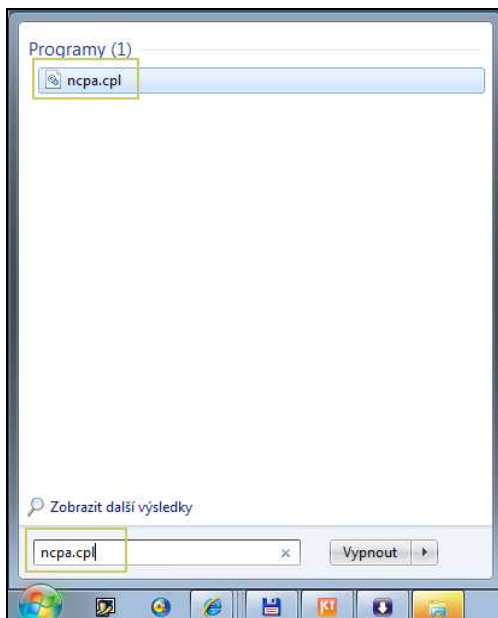 Programy (1)
ncpa.cpl
Zobrazit další výsledky
ncpa.cpl
Vypnout